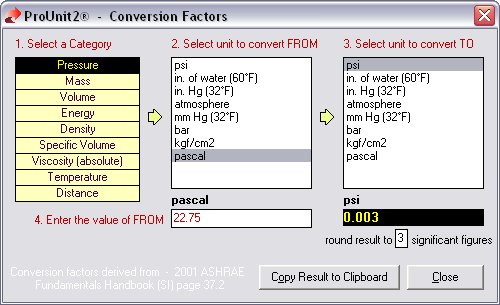 ProUnit2® - Conversion Factors
1. Select a Category
2. Select unit to convert FROM
3. Select unit to convert TO
Pressure
Mass
Volume
Energy
Density
Specific Volume
Viscosity (absolute)
Temperature
Distance
psi
in. of water (60°F)
in. Hg (32°F)
atmosphere
mm Hg (32°F)
bar
kgf/cm2
pascal
psi
in. of water (60°F)
in. Hg (32°F)
atmosphere
mm Hg (32°F)
bar
kgf/cm2
pascal
pascal
psi
4. Enter the value of FROM
22.75
0.003
round result to 3 significant figures
Conversion factors derived from - 2001 ASHRAE
Fundamentals Handbook (SI) page 37.2
Copy Result to Clipboard
Close